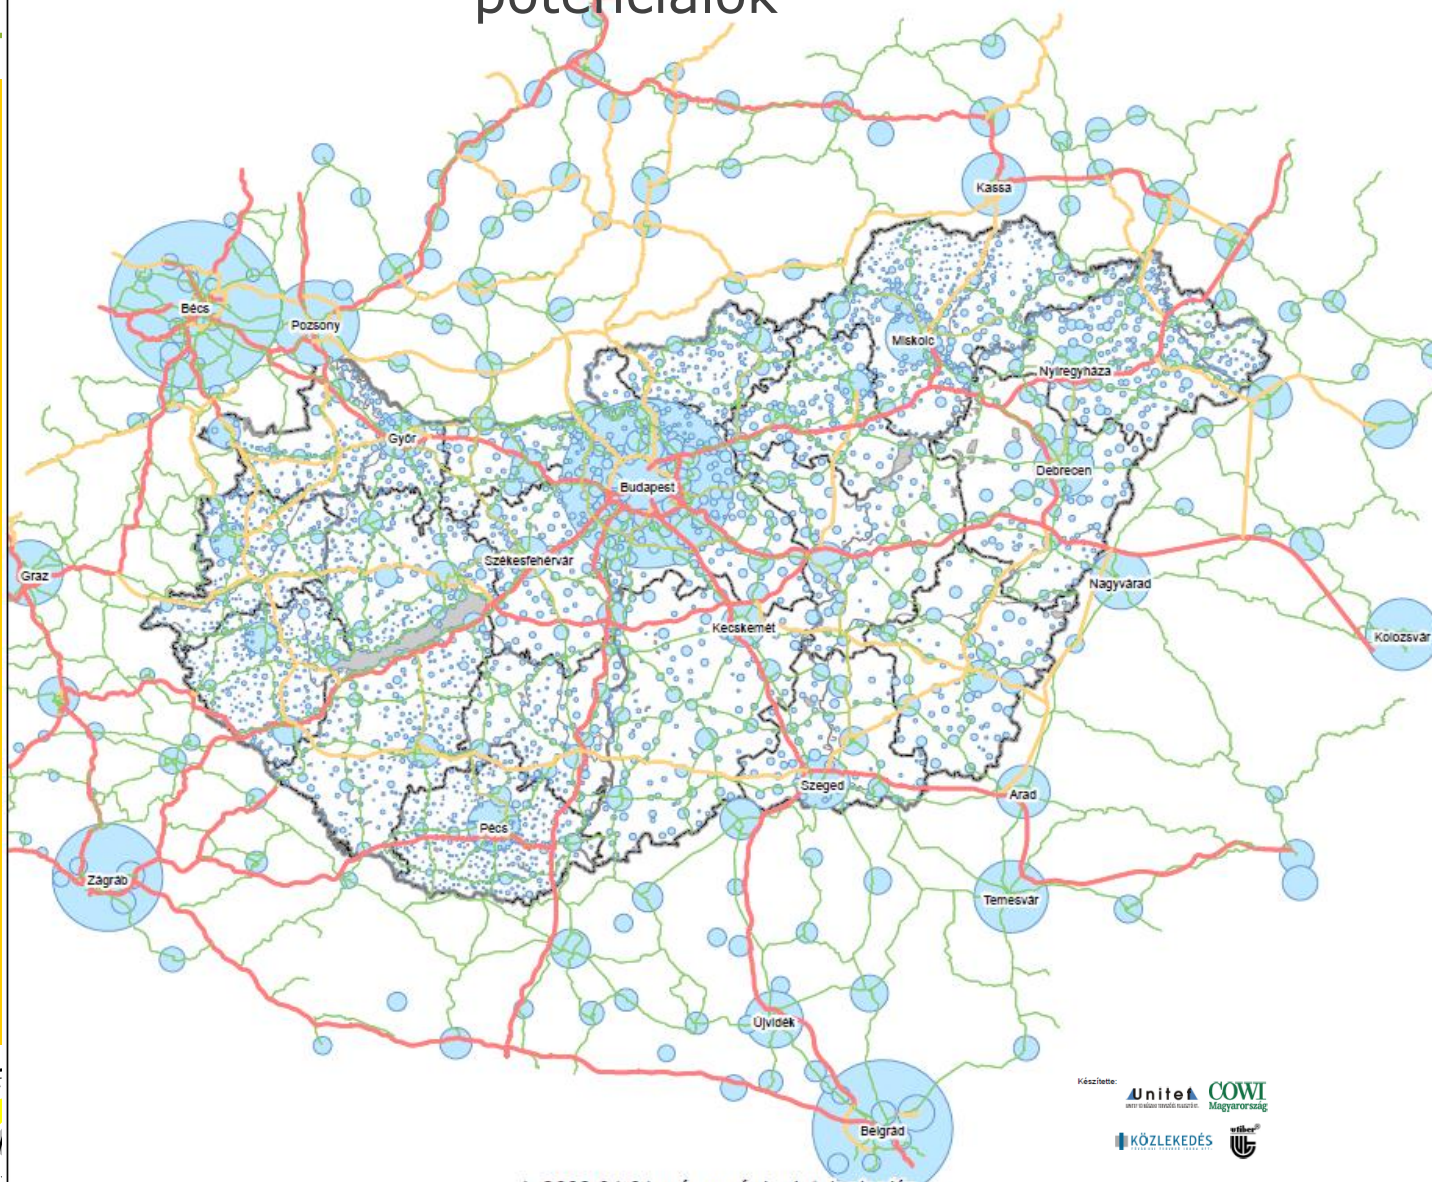 potenciálok
Kassa
Bécs
Pozsony
Miskolc
Nyíregyháza
Győr
Debrecen
Budapest
Székesfehérvár
Graz
Nagyvárad
Kecskemét
Kolozsvár
Szeged
Arad
Pécs
Zágráb
Temesvár
Újvidék
Belgrád
Készítette:
Unitef
COWI
Magyarország
KÖZLEKEDÉS